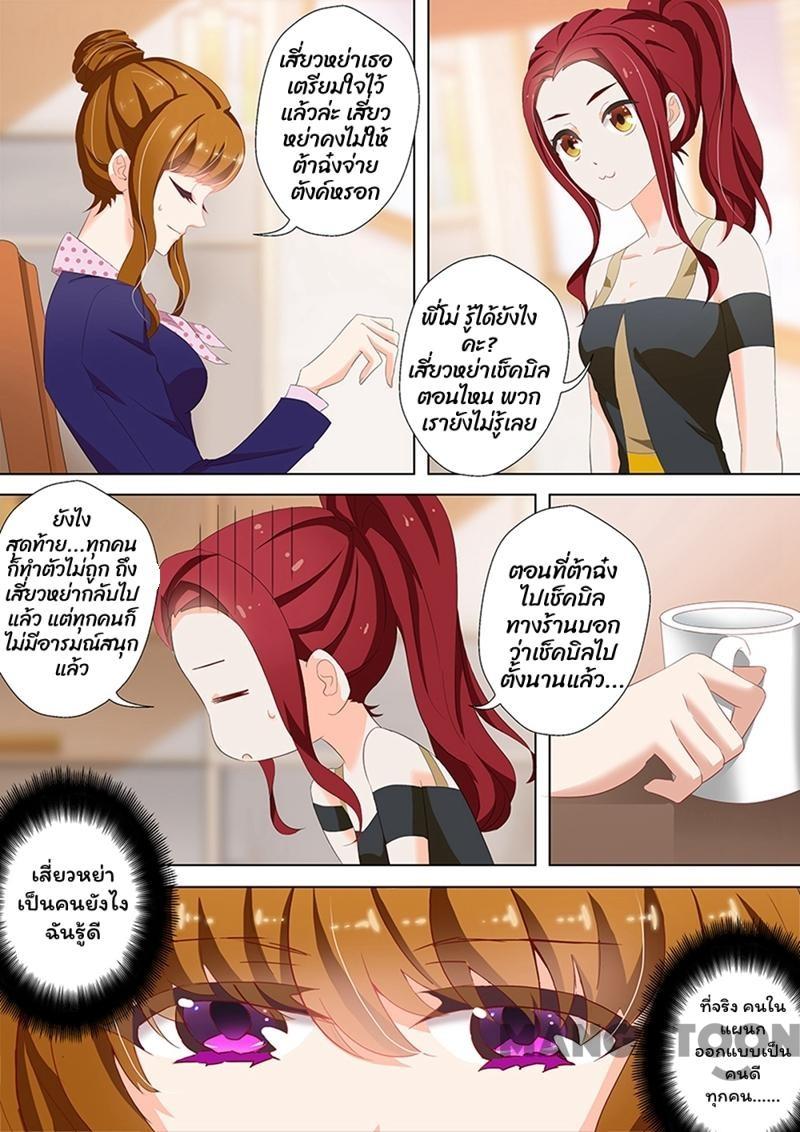 เสี่ยวหย่าเธอ
เตรียมใจไว้
แล้วล่ะ เสี่ยว
หย่าคงไม่ให้
ต้าฉ๋งจ่าย
ตังค์หรอก
พี่โม่ รู้ได้ยังไง
คะ?
เสี่ยวหย่าเช็คบิล
ตอนไหน พวก
เรายังไม่รู้เลย
ยังไง
สุดท้าย...ทุกคน
ก็ทำตัวไม่ถูก ถึง
เสี่ยวหย่ากลับไป
แล้ว แต่ทุกคนก็
ไม่มีอารมณ์สนุก
แล้ว
ตอนที่ต้าฉ๋ง
ไปเช็คบิล
ทางร้านบอก
ว่าเช็คบิลไป
ตั้งนานแล้ว...
เสี่ยวหย่า
เป็นคนยังไง
ฉันรู้ดี
ที่จริง คนใน
แผนก
ออกแบบเป็น
คนดี
ทุกคน......
MANGATOON